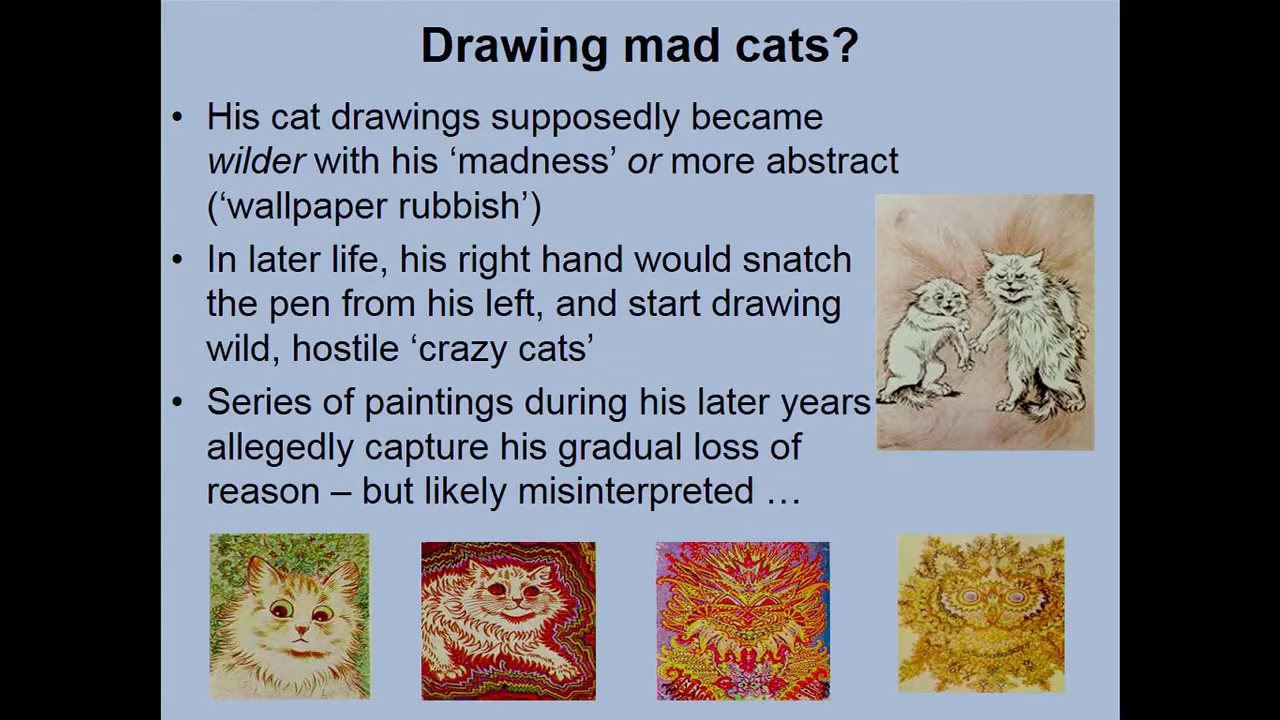 Drawing mad cats?
• His cat drawings supposedly became
wilder with his ‘madness’ or more abstract
(‘wallpaper rubbish’)
• In later life, his right hand would snatch
the pen from his left, and start drawing
wild, hostile ‘crazy cats’
• Series of paintings during his later years
allegedly capture his gradual loss of
reason – but likely misinterpreted …